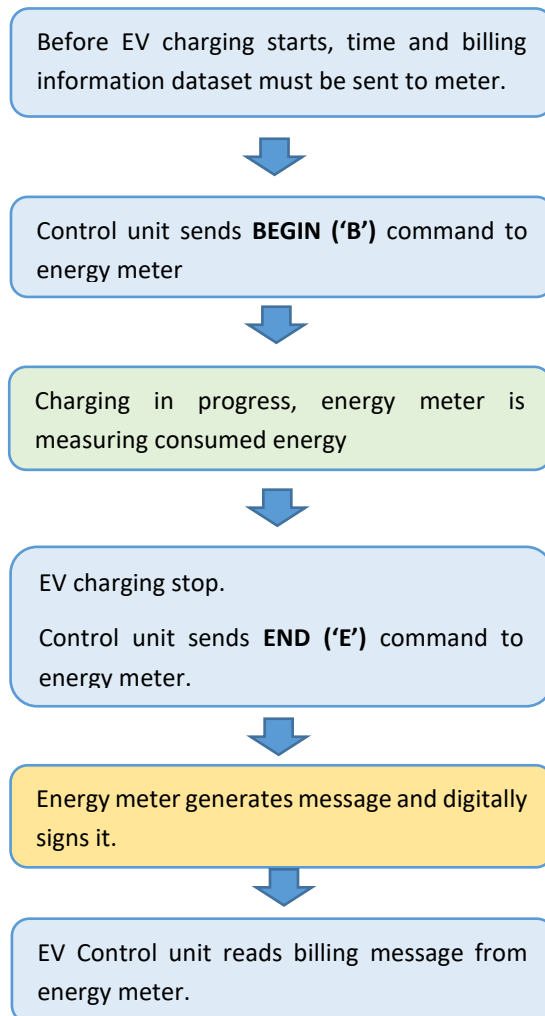 Before EV charging starts, time and billing
information dataset must be sent to meter.
Control unit sends BEGIN (‘B’) command to
energy meter
Charging in progress, energy meter is
measuring consumed energy
EV charging stop.
Control unit sends END (‘E’) command to
energy meter.
Energy meter generates message and digitally
signs it.
EV Control unit reads billing message from
energy meter.